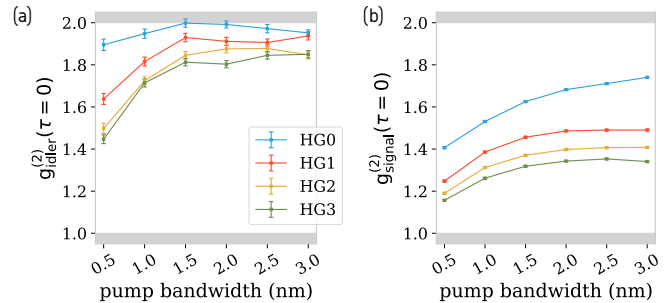 (a)
2.0
1.8
1.6
1.4
1.2
1.0
g(2)idler(τ = 0)
HG0
HG1
HG2
HG3
0.5 1.0 1.5 2.0 2.5 3.0
pump bandwidth (nm)
(b)
2.0
1.8
1.6
1.4
1.2
1.0
g(2)signal(τ = 0)
0.5 1.0 1.5 2.0 2.5 3.0
pump bandwidth (nm)